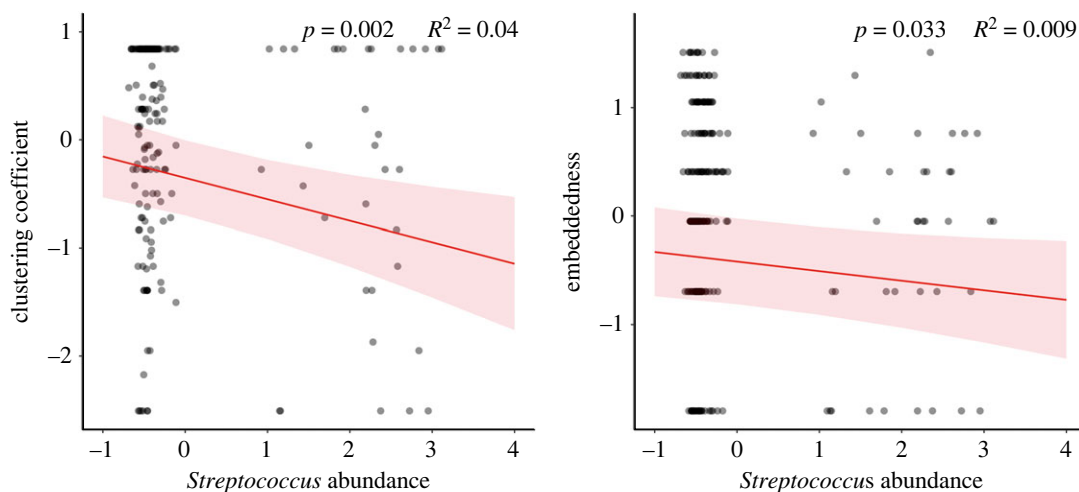 p = 0.002 R² = 0.04
1
0
−1
−2
clustering coefficient
−1 0 1 2 3 4
Streptococcus abundance
p = 0.033 R² = 0.009
1
0
−1
embeddedness
−1 0 1 2 3 4
Streptococcus abundance